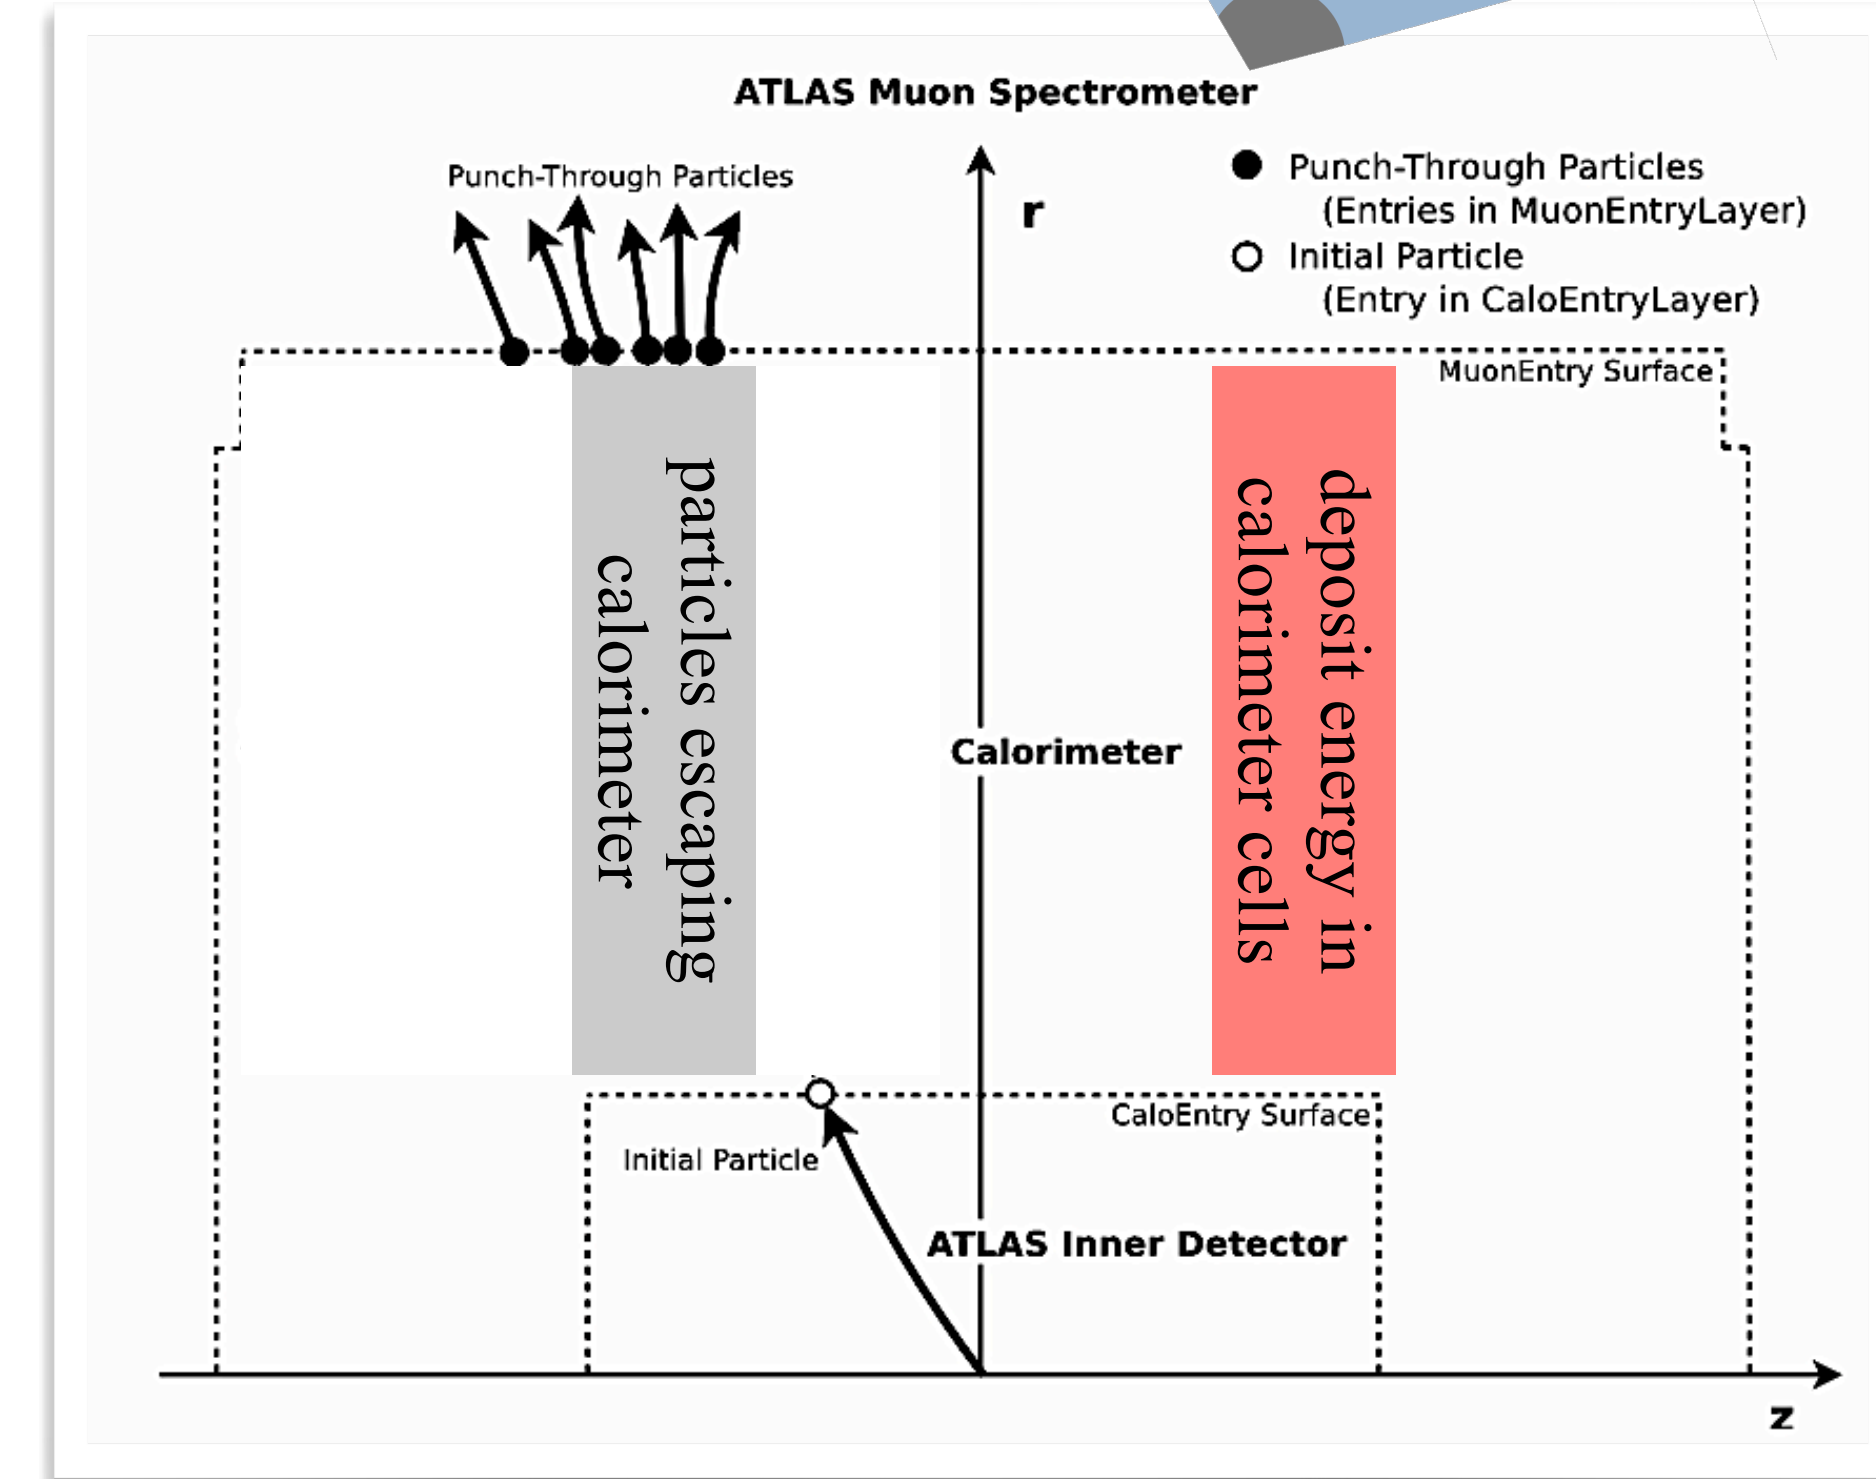 ATLAS Muon Spectrometer
Punch-Through Particles
r
Punch-Through Particles
(Entries in MuonEntryLayer)
Initial Particle
(Entry in CaloEntryLayer)
MuonEntry Surface
particles escaping
calorimeter
Calorimeter
deposit energy in
calorimeter cells
CaloEntry Surface
Initial Particle
ATLAS Inner Detector
z